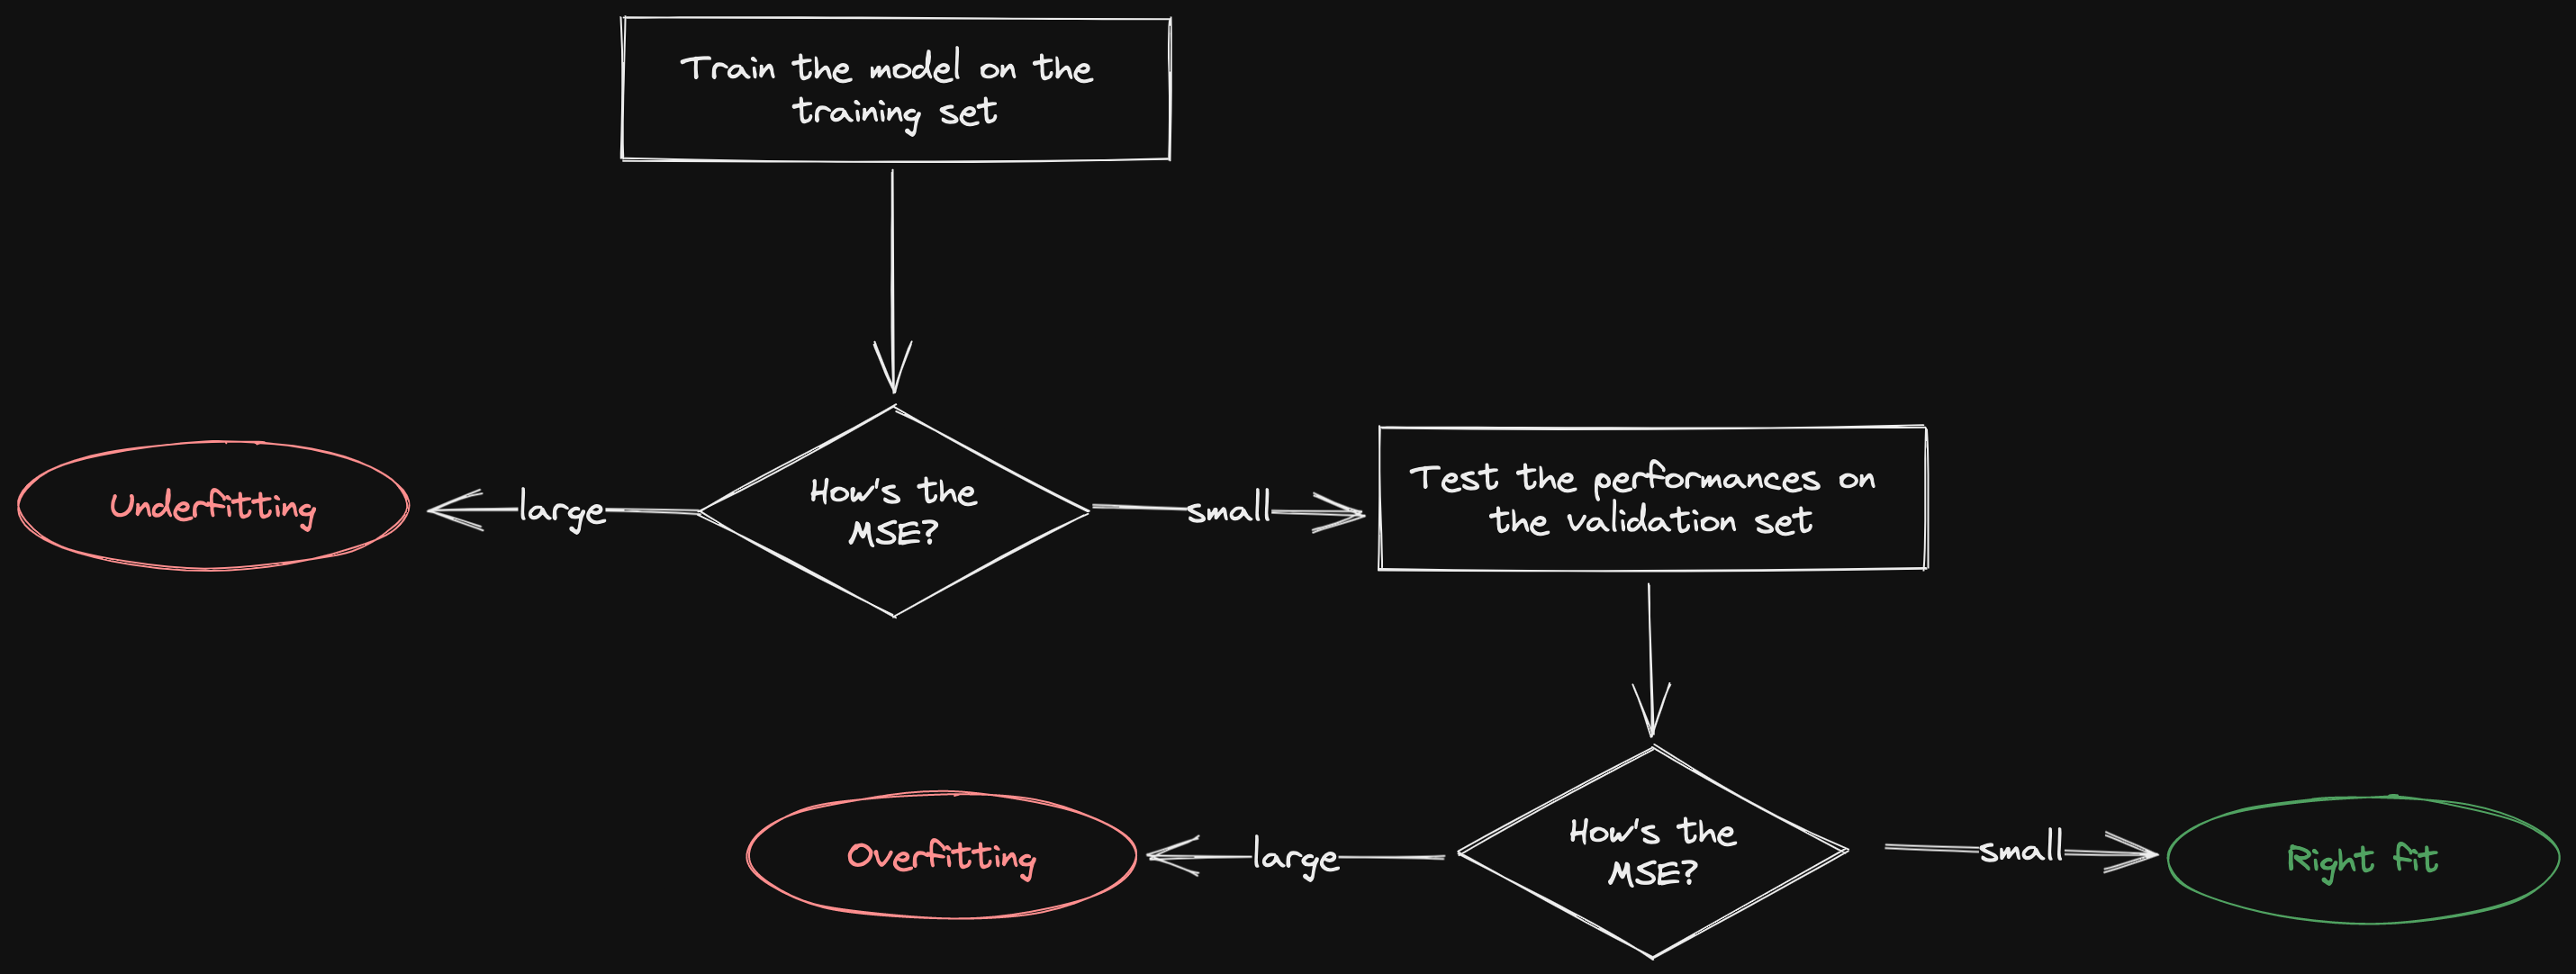 Train the model on the
training set
Underfitting
large
How's the
MSE?
small
Test the performances on
the validation set
Overfitting
large
How's the
MSE?
small
Right fit